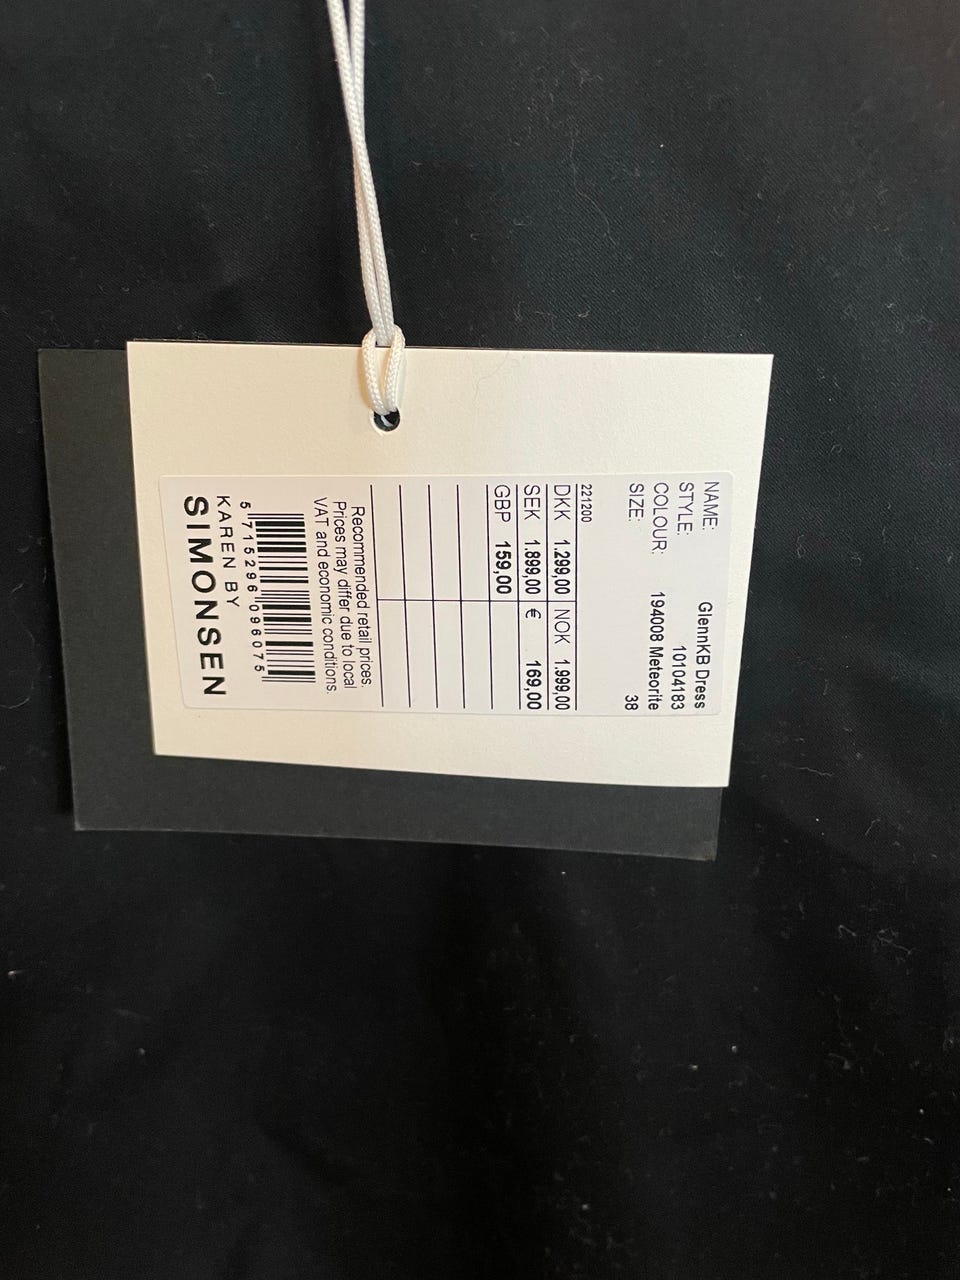 NAME: GlennKB Dress
STYLE: 10104183
COLOUR: 194008 Meteorite
SIZE: 38
221200
DKK 1.299,00 NOK 1.999,00
SEK 1.899,00 € 169,00
GBP 159,00
Recommended retail prices.
Prices may differ due to local
VAT and economic conditions.
5 715296 096075
KAREN BY
SIMONSEN